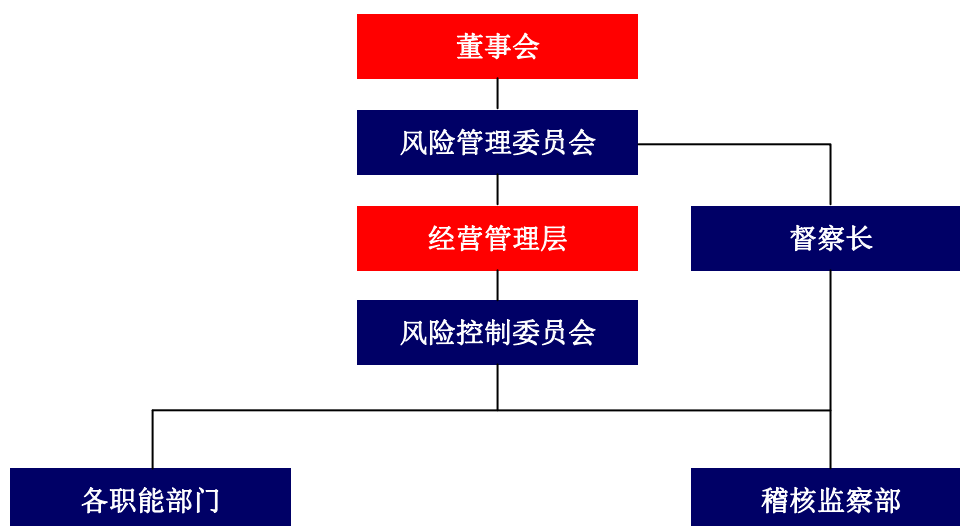 董事会
风险管理委员会
经营管理层
督察长
风险控制委员会
各职能部门
稽核监察部